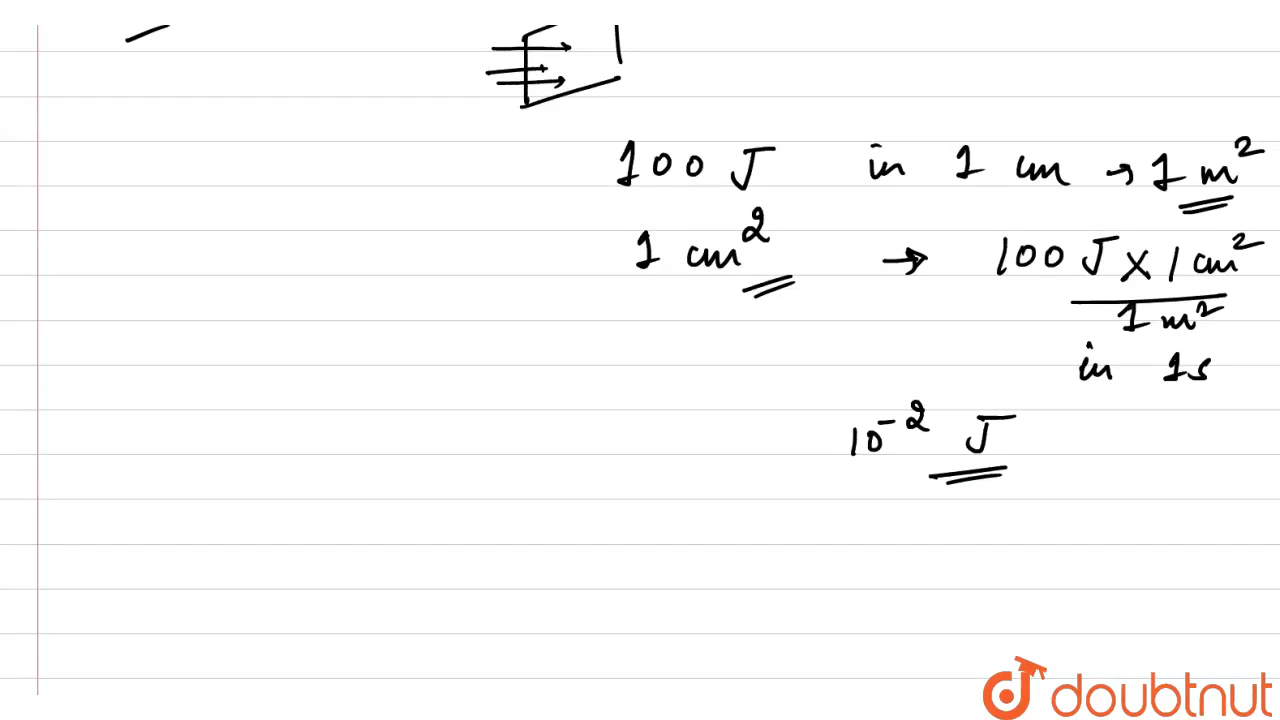 100 J in 1 cm → 1 m²
1 cm² → 100 J × 1 cm²
1 m²
in 1s
10⁻² J
doubtnut